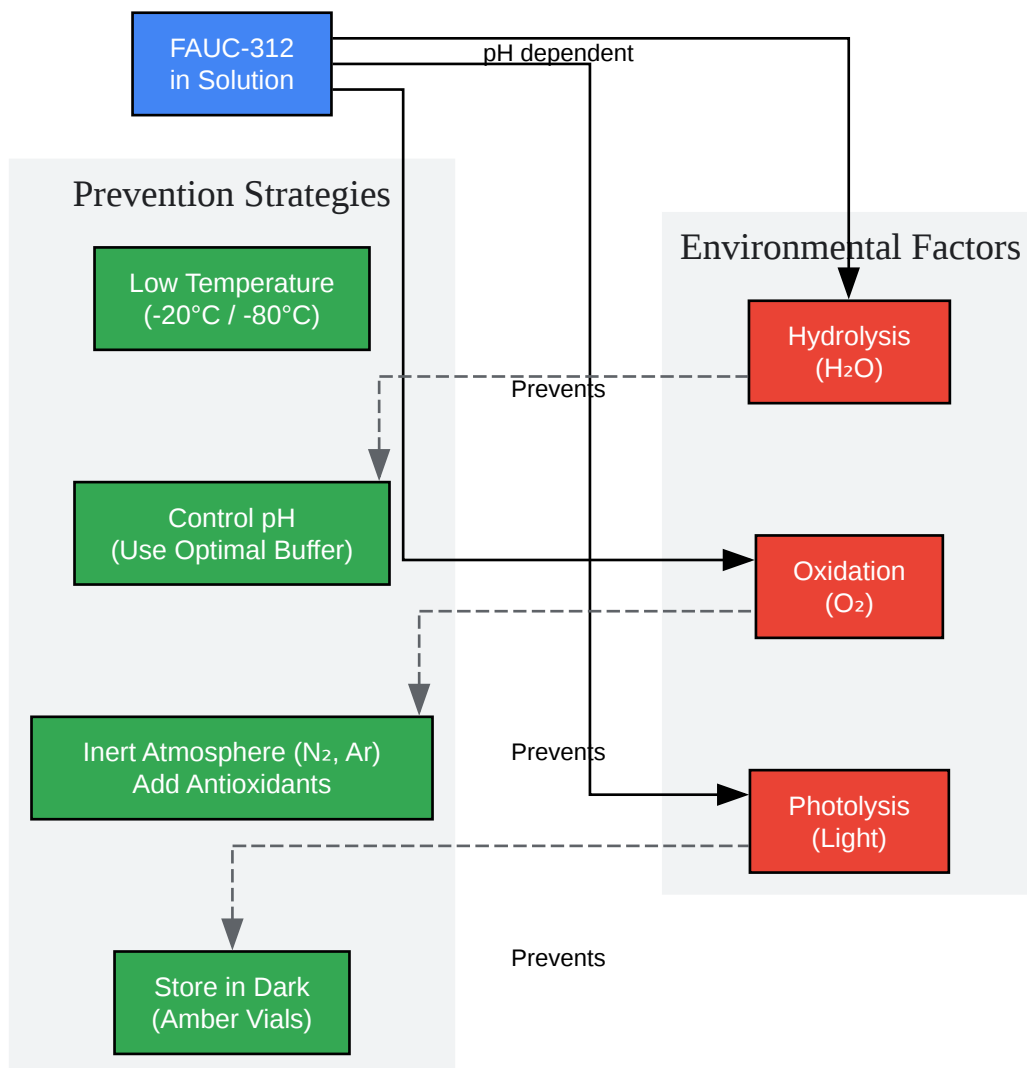 FAUC-312
in Solution
pH dependent
Prevention Strategies
Environmental Factors
Low Temperature
(-20°C / -80°C)
Hydrolysis
(H₂O)
Prevents
Control pH
(Use Optimal Buffer)
Oxidation
(O₂)
Inert Atmosphere (N₂, Ar)
Add Antioxidants
Prevents
Photolysis
(Light)
Prevents
Store in Dark
(Amber Vials)